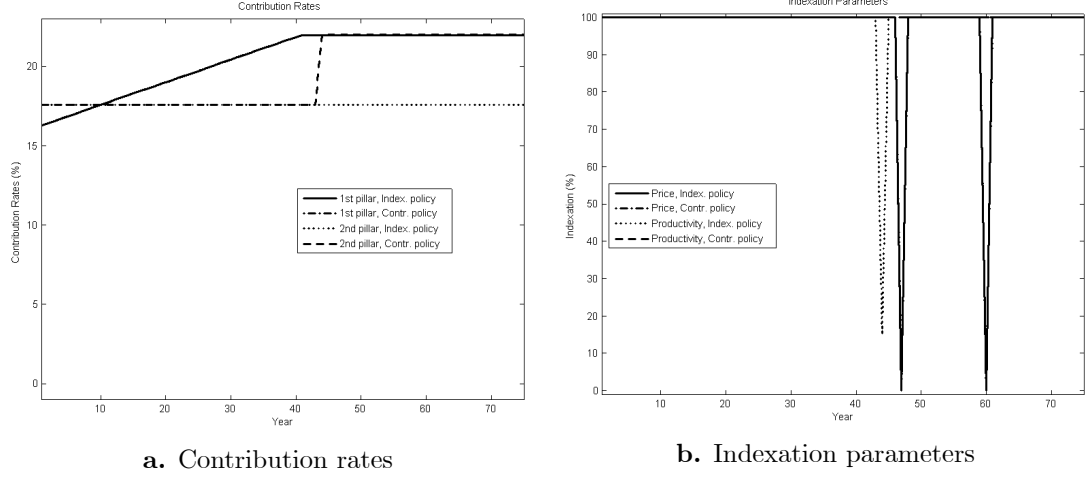 Contribution Rates
20
15
10
5
0
Contribution Rates (%)
1st pillar, Index. policy
1st pillar, Contr. policy
2nd pillar, Index. policy
2nd pillar, Contr. policy
10 20 30 40 50 60 70
Year
a. Contribution rates
Indexation Parameters
100
90
80
70
60
50
40
30
20
10
0
Indexation (%)
Price, Index. policy
Price, Contr. policy
Productivity, Index. policy
Productivity, Contr. policy
10 20 30 40 50 60 70
Year
b. Indexation parameters